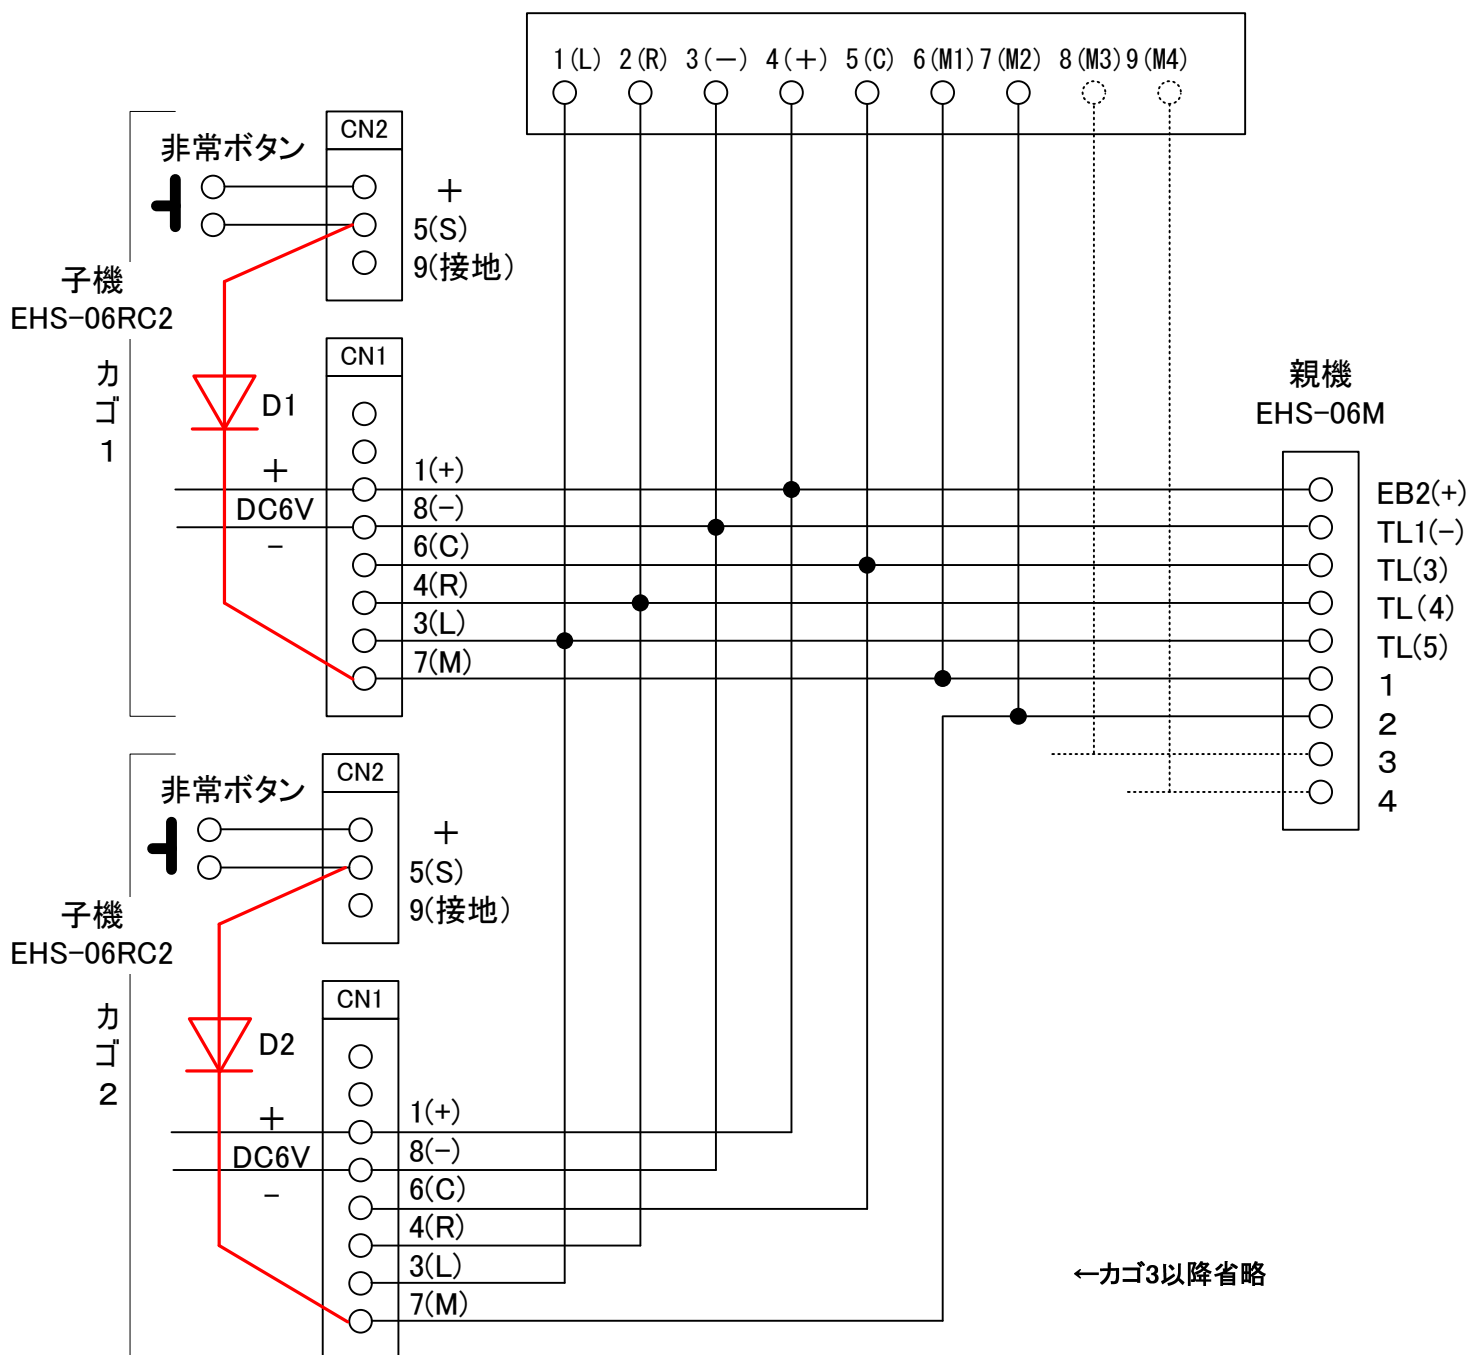 1(L) 2(R) 3(−) 4(+) 5(C) 6(M1) 7(M2) 8(M3) 9(M4)
CN2
非常ボタン
+
5(S)
9(接地)
子機
EHS-06RC2
カゴ1
CN1
D1
+
DC6V
-
1(+)
8(-)
6(C)
4(R)
3(L)
7(M)
親機
EHS-06M
EB2(+)
TL1(-)
TL(3)
TL(4)
TL(5)
1
2
3
4
CN2
非常ボタン
+
5(S)
9(接地)
子機
EHS-06RC2
カゴ2
CN1
D2
+
DC6V
-
1(+)
8(-)
6(C)
4(R)
3(L)
7(M)
←カゴ3以降省略